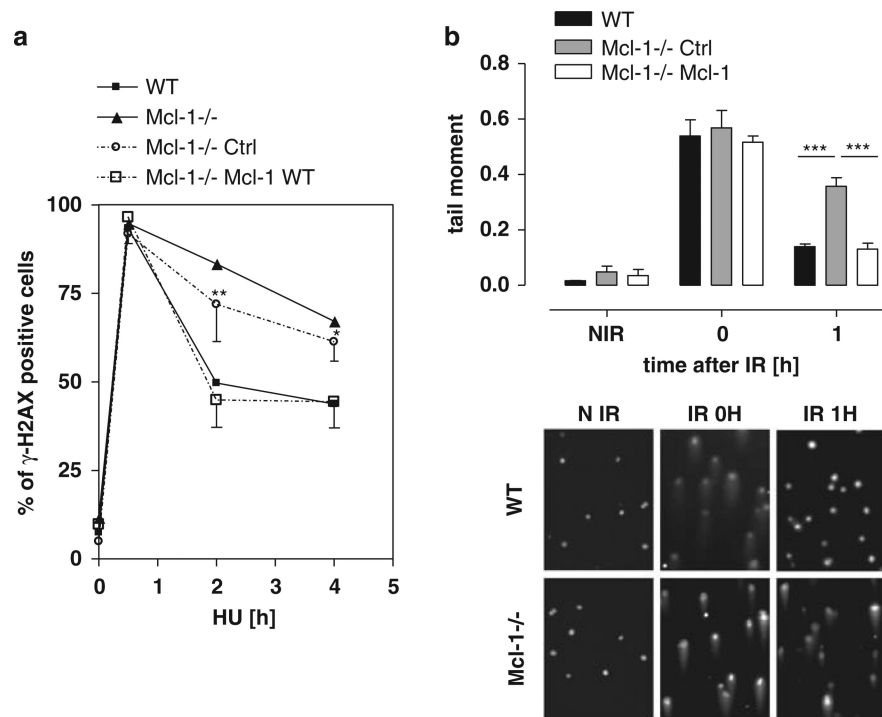 a
WT
Mcl-1-/-
Mcl-1-/- Ctrl
Mcl-1-/- Mcl-1 WT
% of γ-H2AX positive cells
100
75
50
25
0
**
*
0 1 2 3 4 5
HU [h]
b
WT
Mcl-1-/- Ctrl
Mcl-1-/- Mcl-1
tail moment
0.8
0.6
0.4
0.2
0.0
*** ***
NIR 0 1
time after IR [h]
N IR IR 0H IR 1H
WT
Mcl-1-/-